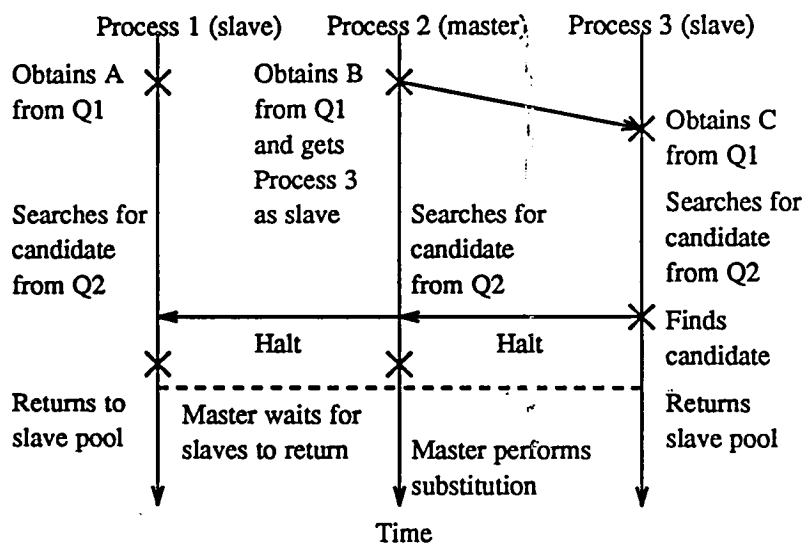 Process 1 (slave)
Process 2 (master)
Process 3 (slave)
Obtains A
from Q1
Obtains B
from Q1
and gets
Process 3
as slave
Obtains C
from Q1
Searches for
candidate
from Q2
Searches for
candidate
from Q2
Searches for
candidate
from Q2
Halt
Halt
Finds
candidate
Returns to
slave pool
Master waits for
slaves to return
Master performs
substitution
Returns
slave pool
Time